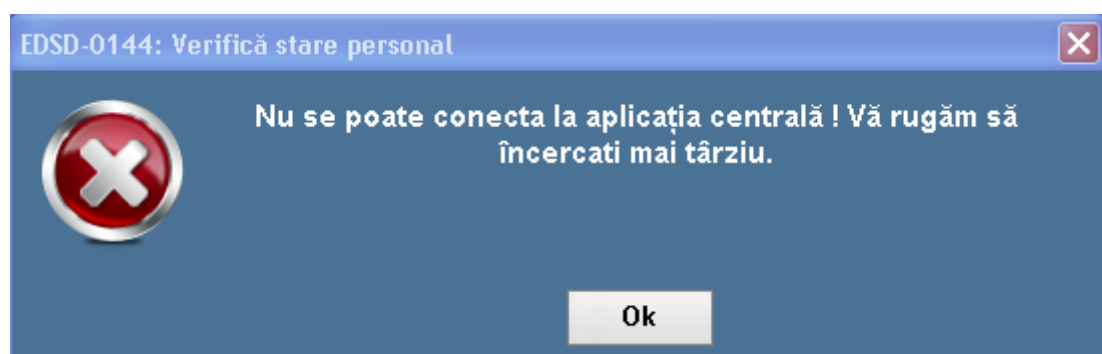 EDSD-0144: Verifică stare personal
Nu se poate conecta la aplicația centrală ! Vă rugăm să
încercati mai târziu.
Ok